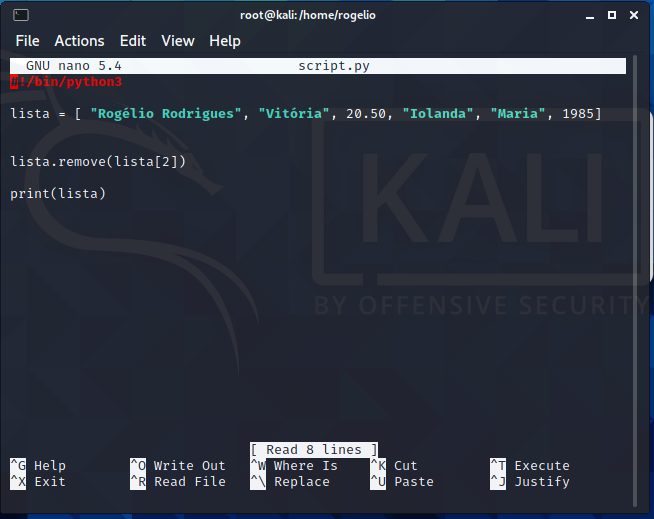 root@kali: /home/rogelio
File Actions Edit View Help
GNU nano 5.4 script.py
#!/bin/python3
lista = [ "Rogélio Rodrigues", "Vitória", 20.50, "Iolanda", "Maria", 1985]
lista.remove(lista[2])
print(lista)
KALI
BY OFFENSIVE SECURITY
[ Read 8 lines ]
^G Help ^O Write Out ^W Where Is ^K Cut ^T Execute
^X Exit ^R Read File ^\ Replace ^U Paste ^J Justify